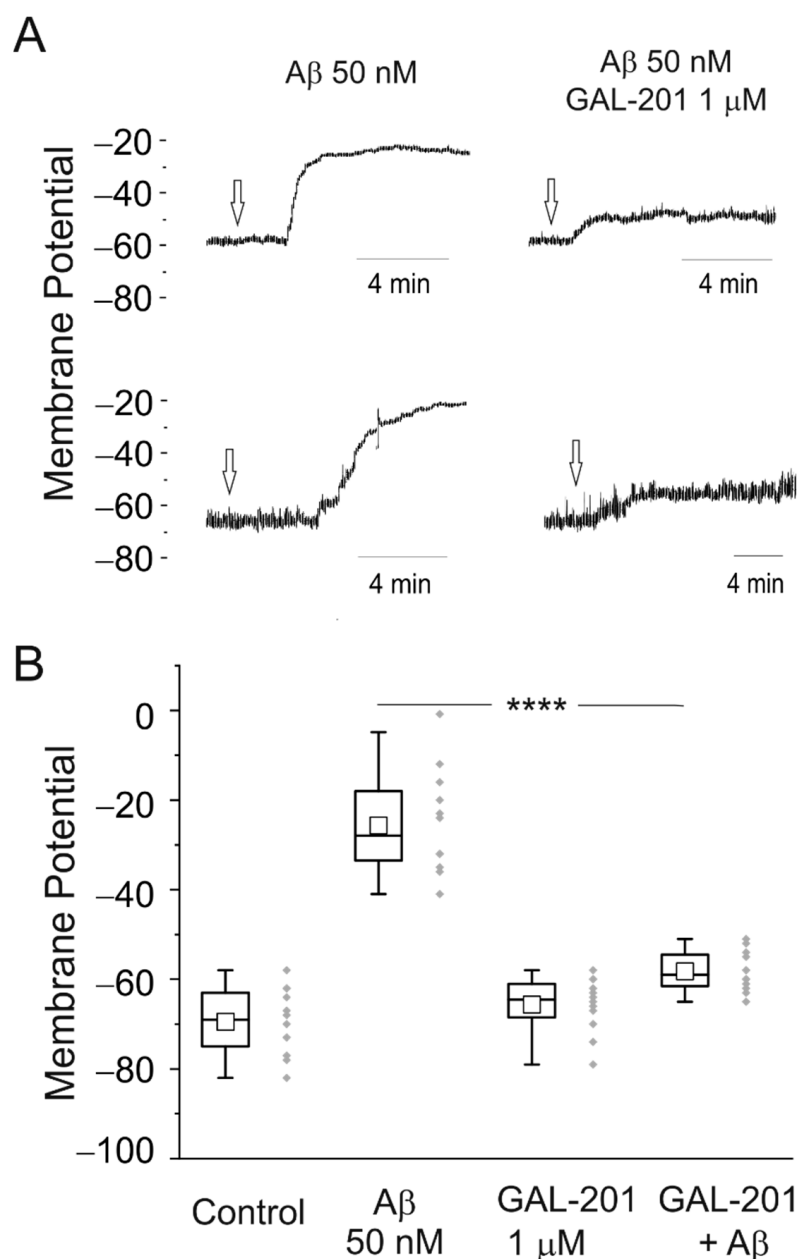 A
Aβ 50 nM
Aβ 50 nM
GAL-201 1 μM
Membrane Potential
−20
−40
−60
−80
4 min
4 min
Membrane Potential
−20
−40
−60
−80
4 min
4 min
B
****
Membrane Potential
0
−20
−40
−60
−80
−100
Control
Aβ
50 nM
GAL-201
1 μM
GAL-201
+ Aβ